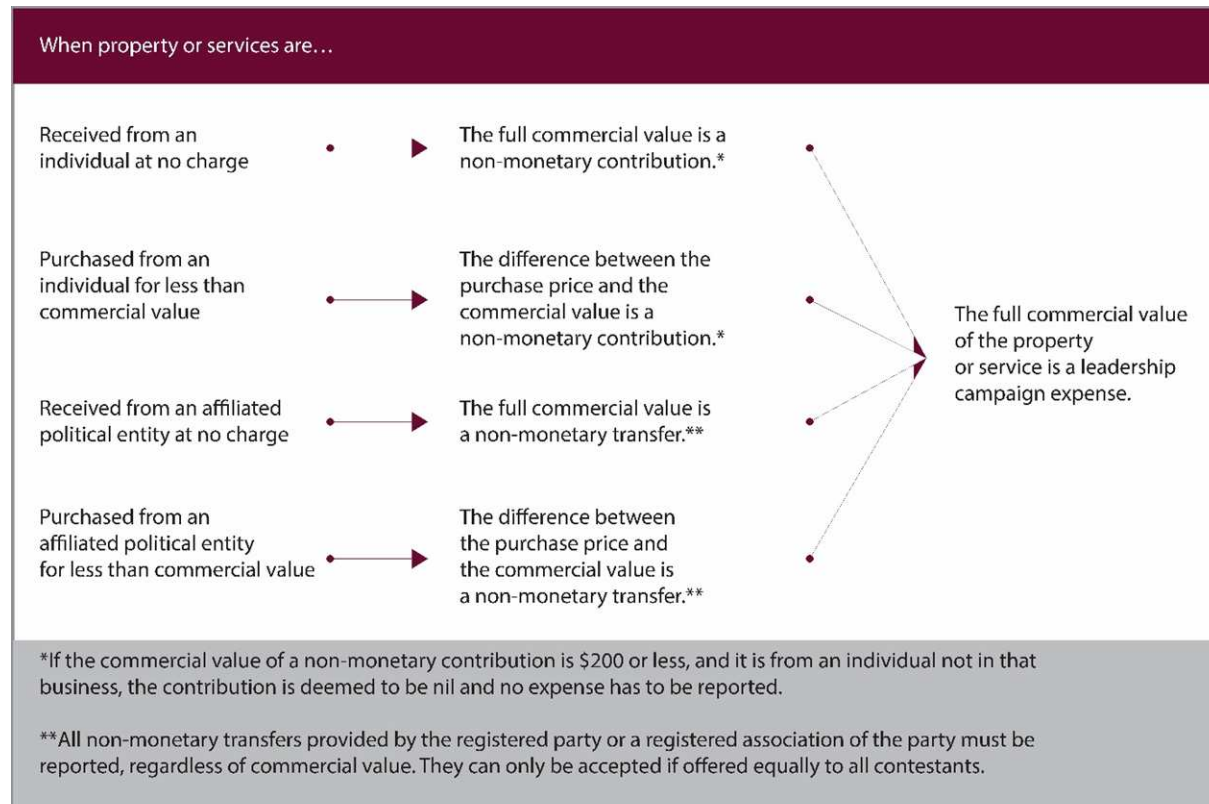 When property or services are…
Received from an
individual at no charge
The full commercial value is a
non-monetary contribution.*
Purchased from an
individual for less than
commercial value
The difference between the
purchase price and the
commercial value is a
non-monetary contribution.*
Received from an affiliated
political entity at no charge
The full commercial value is
a non-monetary transfer.**
Purchased from an
affiliated political entity
for less than commercial value
The difference between
the purchase price and
the commercial value is
a non-monetary transfer.**
The full commercial value
of the property
or service is a leadership
campaign expense.
*If the commercial value of a non-monetary contribution is $200 or less, and it is from an individual not in that
business, the contribution is deemed to be nil and no expense has to be reported.
**All non-monetary transfers provided by the registered party or a registered association of the party must be
reported, regardless of commercial value. They can only be accepted if offered equally to all contestants.